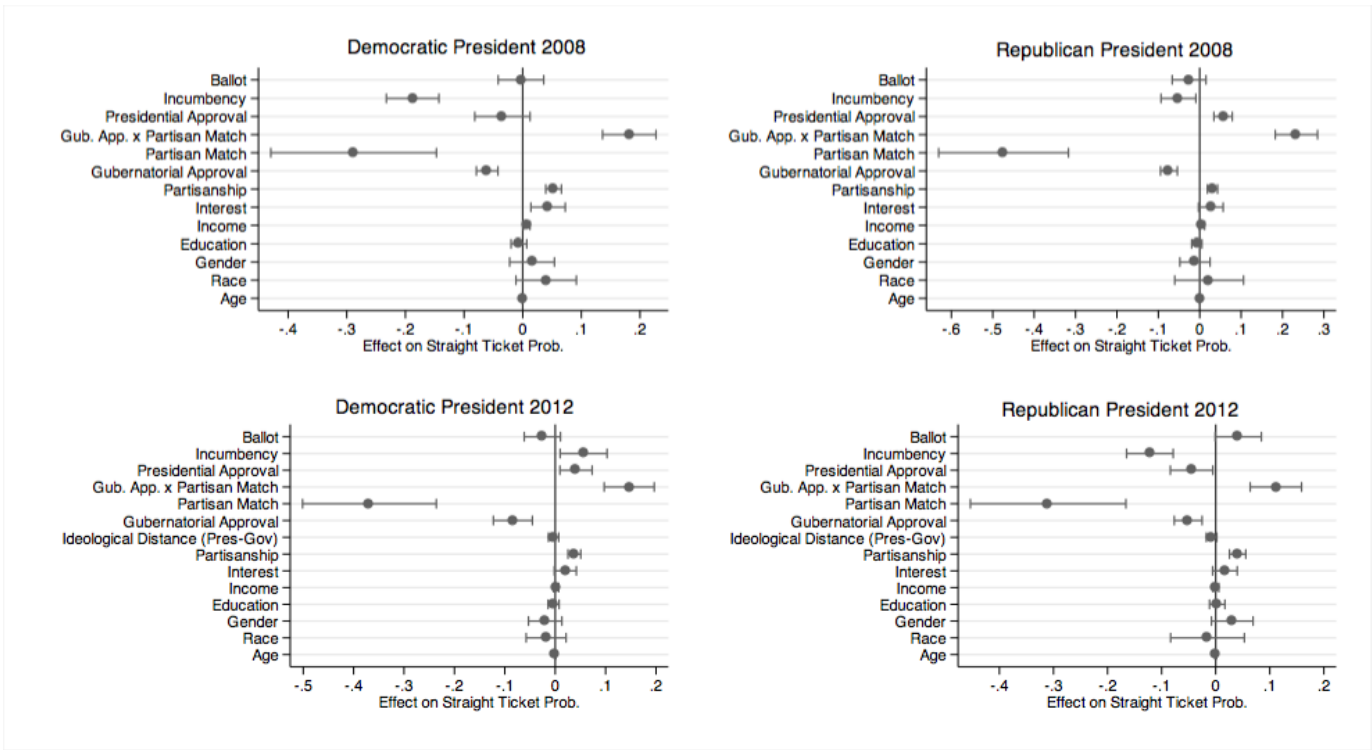 Democratic President 2008
Ballot
Incumbency
Presidential Approval
Gub. App. x Partisan Match
Partisan Match
Gubernatorial Approval
Partisanship
Interest
Income
Education
Gender
Race
Age
-.4 -.3 -.2 -.1 0 .1 .2
Effect on Straight Ticket Prob.
Republican President 2008
Ballot
Incumbency
Presidential Approval
Gub. App. x Partisan Match
Partisan Match
Gubernatorial Approval
Partisanship
Interest
Income
Education
Gender
Race
Age
-.6 -.5 -.4 -.3 -.2 -.1 0 .1 .2 .3
Effect on Straight Ticket Prob.
Democratic President 2012
Ballot
Incumbency
Presidential Approval
Gub. App. x Partisan Match
Partisan Match
Gubernatorial Approval
Ideological Distance (Pres-Gov)
Partisanship
Interest
Income
Education
Gender
Race
Age
-.5 -.4 -.3 -.2 -.1 0 .1 .2
Effect on Straight Ticket Prob.
Republican President 2012
Ballot
Incumbency
Presidential Approval
Gub. App. x Partisan Match
Partisan Match
Gubernatorial Approval
Ideological Distance (Pres-Gov)
Partisanship
Interest
Income
Education
Gender
Race
Age
-.4 -.3 -.2 -.1 0 .1 .2
Effect on Straight Ticket Prob.